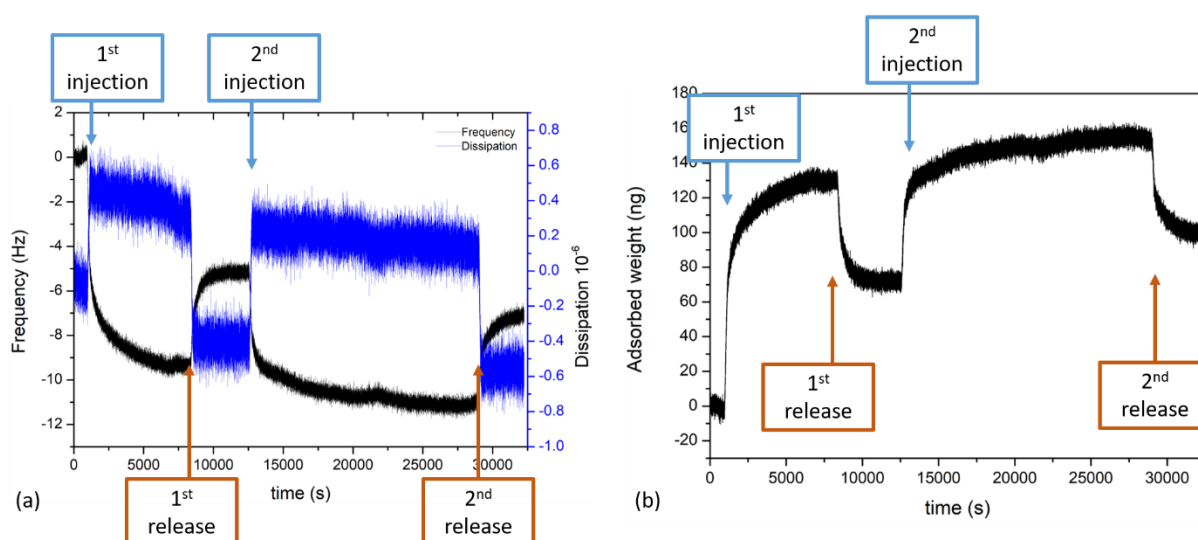 1st
injection
2nd
injection
Frequency
Dissipation
Frequency (Hz)
2
0
-2
-4
-6
-8
-10
-12
0.8
0.6
0.4
0.2
0.0
-0.2
-0.4
-0.6
-0.8
-1.0
Dissipation 10-6
0 5000 10000 15000 20000 25000 30000
time (s)
1st
release
2nd
release
(a)
2nd
injection
1st
injection
Adsorbed weight (ng)
180
160
140
120
100
80
60
40
20
0
-20
1st
release
2nd
release
0 5000 10000 15000 20000 25000 30000
time (s)
(b)